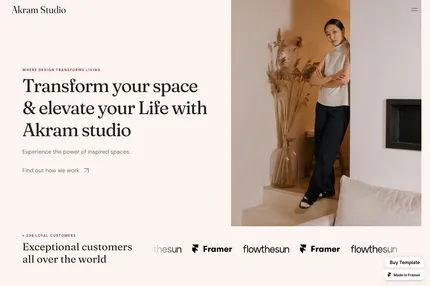 Akram Studio
WHERE DESIGN TRANSFORMS LIVING
Transform your space
& elevate your Life with
Akram studio
Experience the power of inspired spaces.
Find out how we work
+ 236 LOYAL CUSTOMERS
Exceptional customers
all over the world
thesun Framer flowthesun Framer flowthesun
Buy Template
Made in Framer